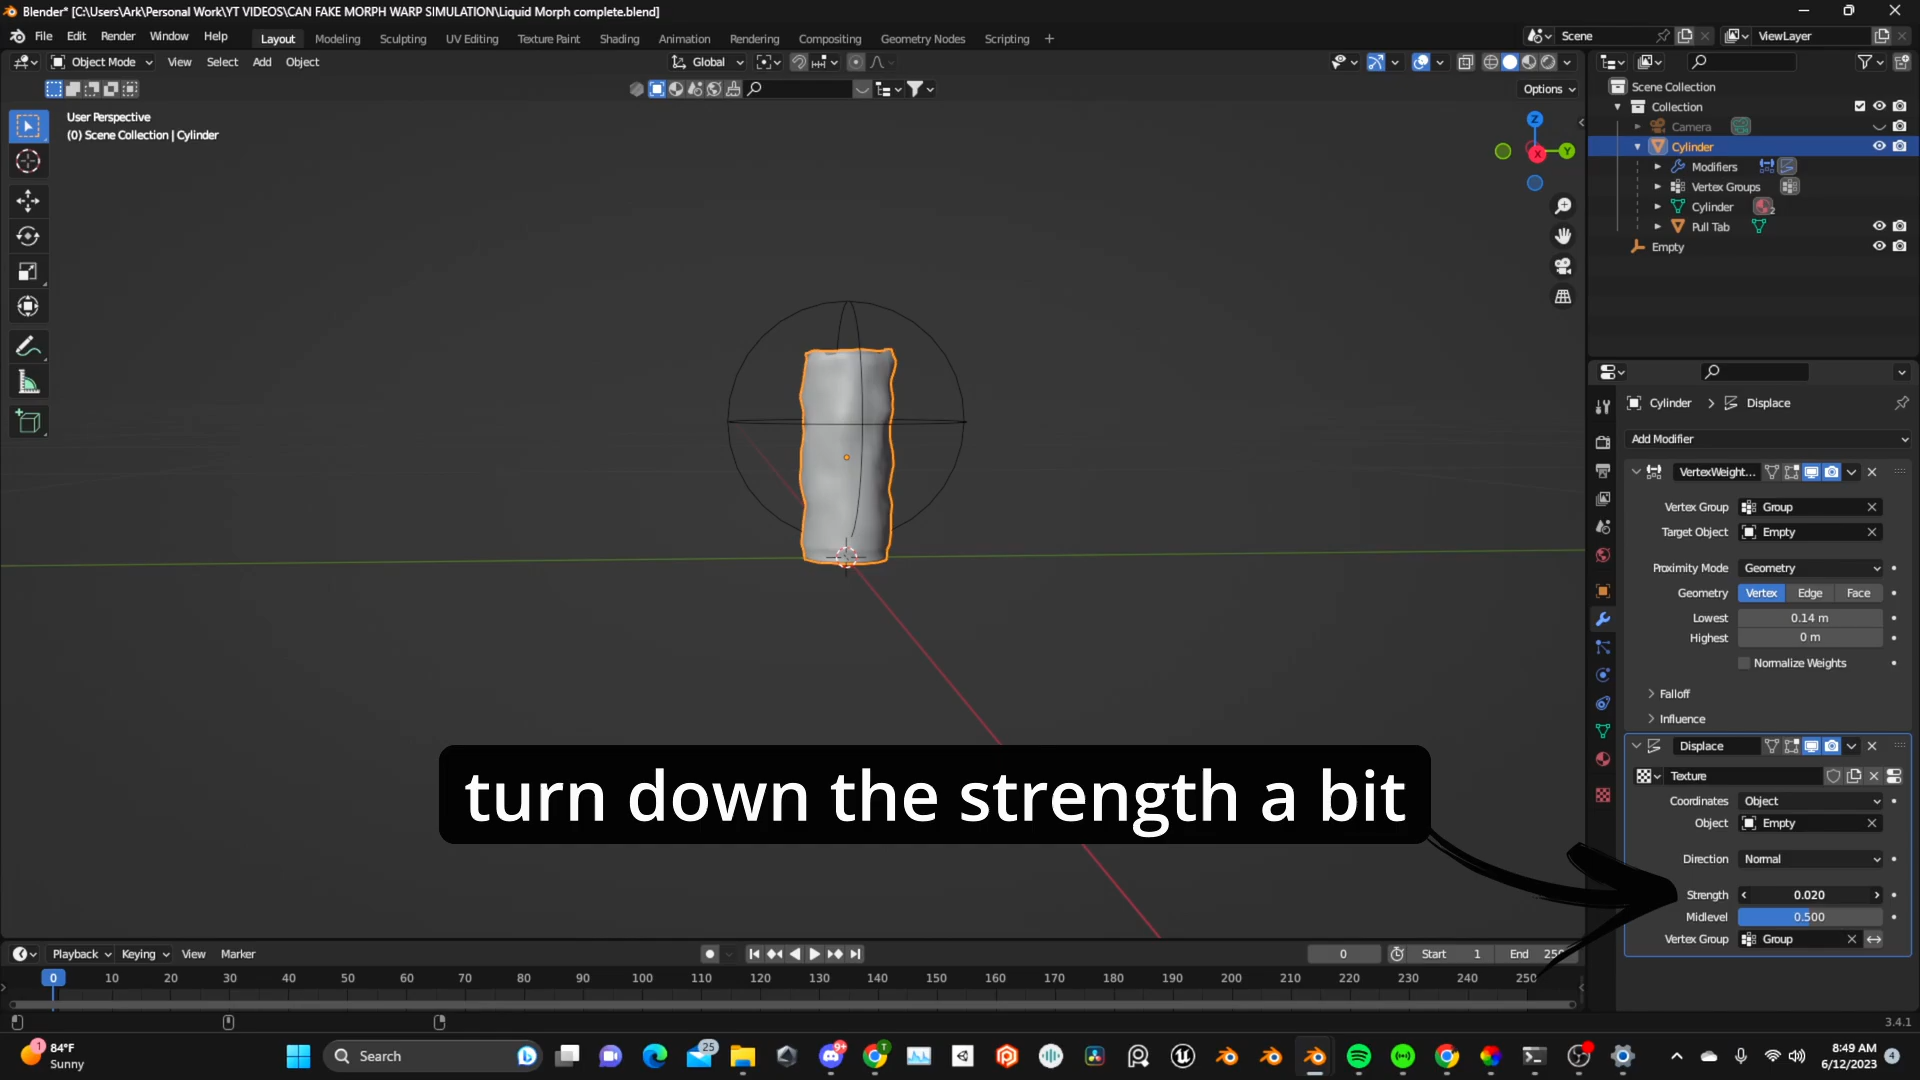 Blender* [C:\Users\Ark\Personal Work\YT VIDEOS\CAN FAKE MORPH WARP SIMULATION\Liquid Morph complete.blend]
File Edit Render Window Help Layout Modeling Sculpting UV Editing Texture Paint Shading Animation Rendering Compositing Geometry Nodes Scripting + Scene ViewLayer
Object Mode View Select Add Object Global
Options
User Perspective
(0) Scene Collection | Cylinder
Z
X
Y
Scene Collection
Collection
Camera
Cylinder
Modifiers
Vertex Groups
Cylinder 2
Pull Tab
Empty
Cylinder > Displace
Add Modifier
VertexWeight...
Vertex Group Group
Target Object Empty
Proximity Mode Geometry
Geometry Vertex Edge Face
Lowest 0.14 m
Highest 0 m
Normalize Weights
Falloff
Influence
Displace
Texture
Coordinates Object
Object Empty
Direction Normal
Strength 0.020
Midlevel 0.500
Vertex Group Group
turn down the strength a bit
Playback Keying View Marker 0 Start 1 End 250
0 10 20 30 40 50 60 70 80 90 100 110 120 130 140 150 160 170 180 190 200 210 220 230 240 250
3.4.1
1 84°F
Sunny
Search
25
9+
T
8:49 AM
6/12/2023
4